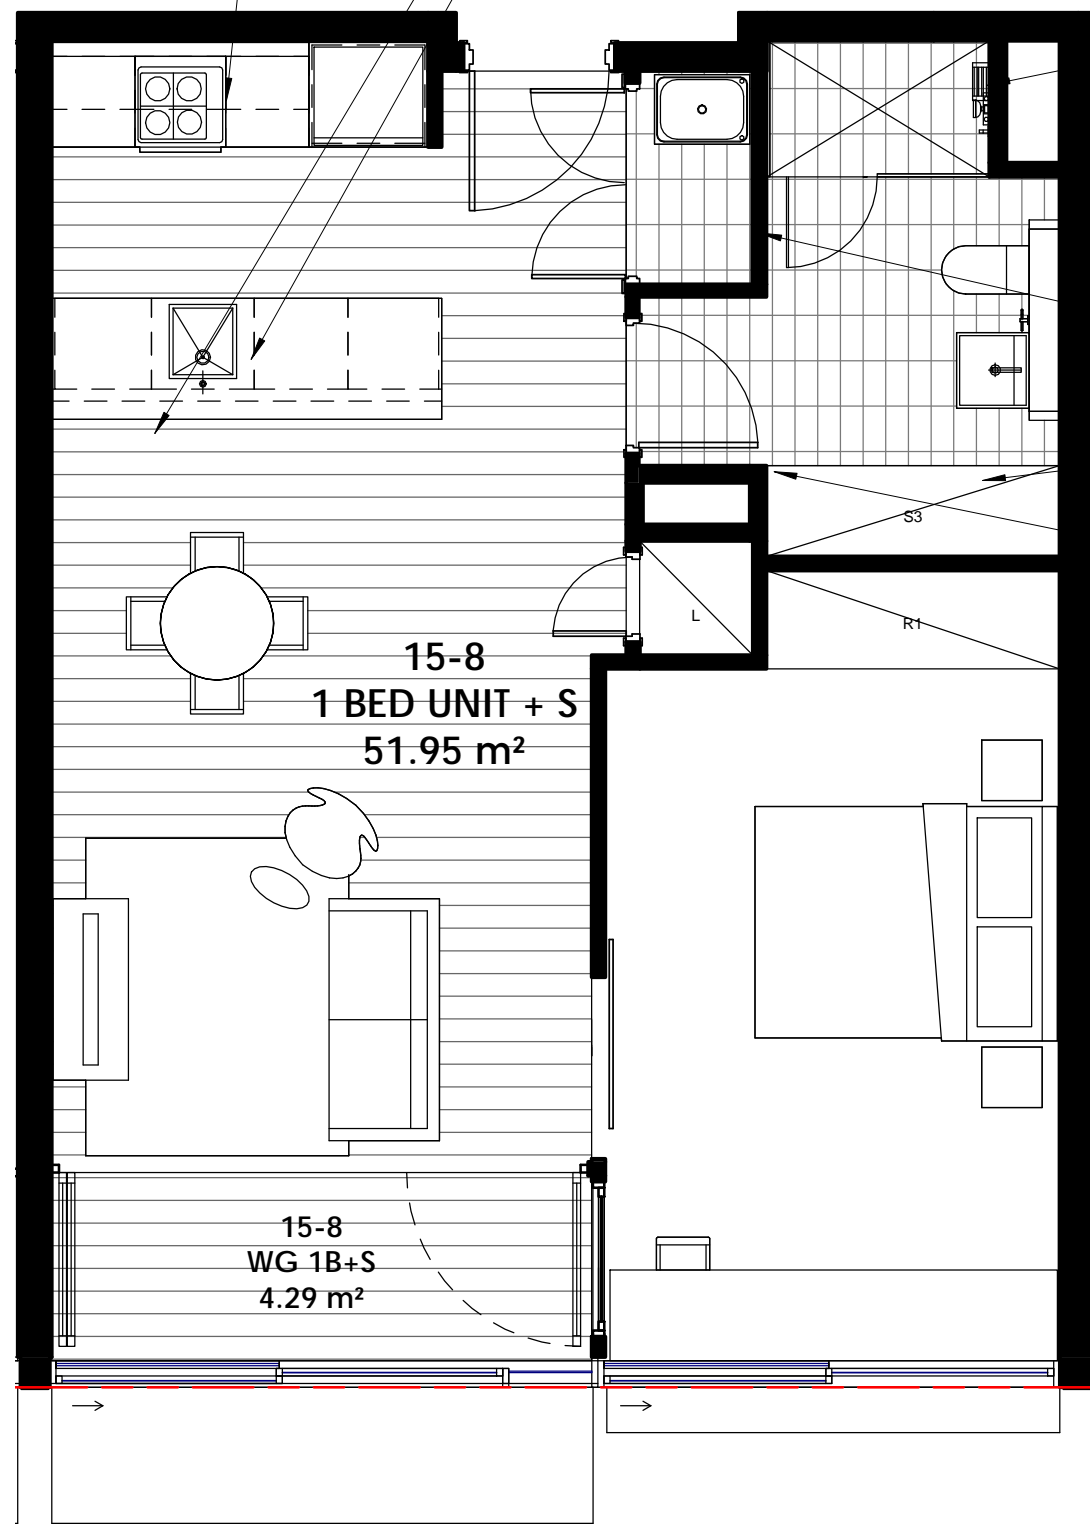 S3
L
R1
15-8
1 BED UNIT + S
51.95 m²
15-8
WG 1B+S
4.29 m²